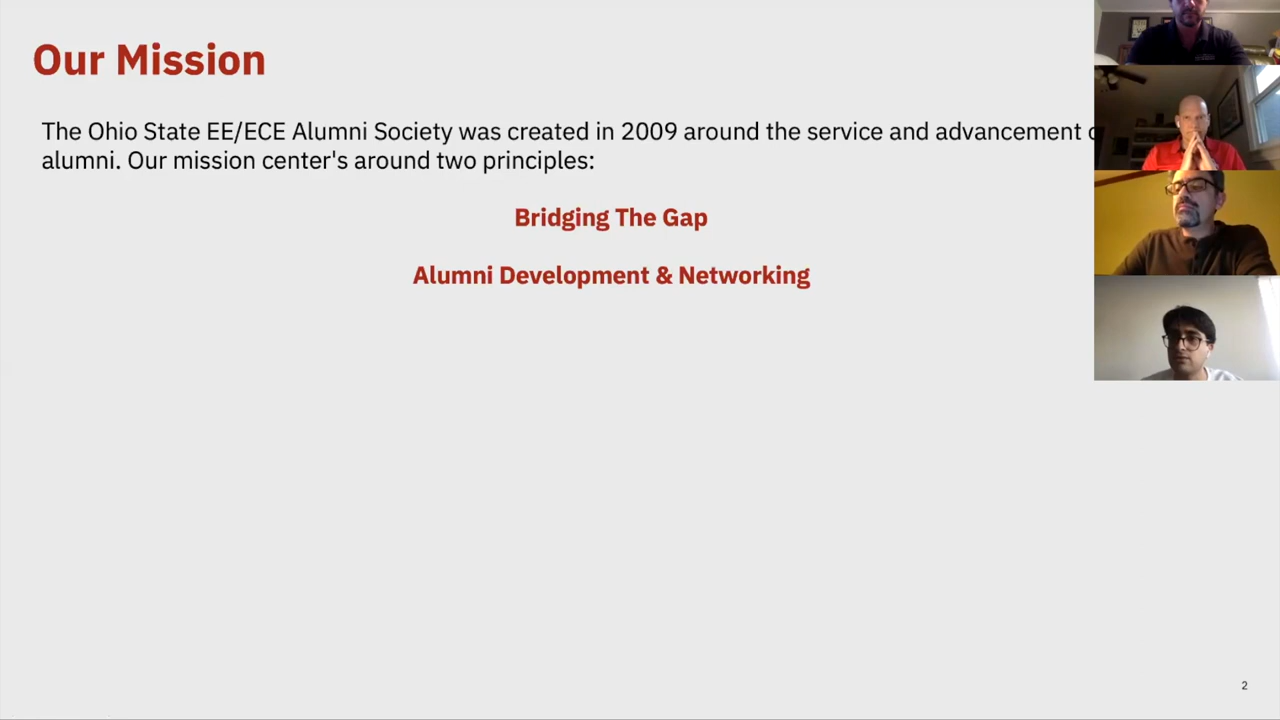 Our Mission
The Ohio State EE/ECE Alumni Society was created in 2009 around the service and advancement
alumni. Our mission center's around two principles:
Bridging The Gap
Alumni Development & Networking
2